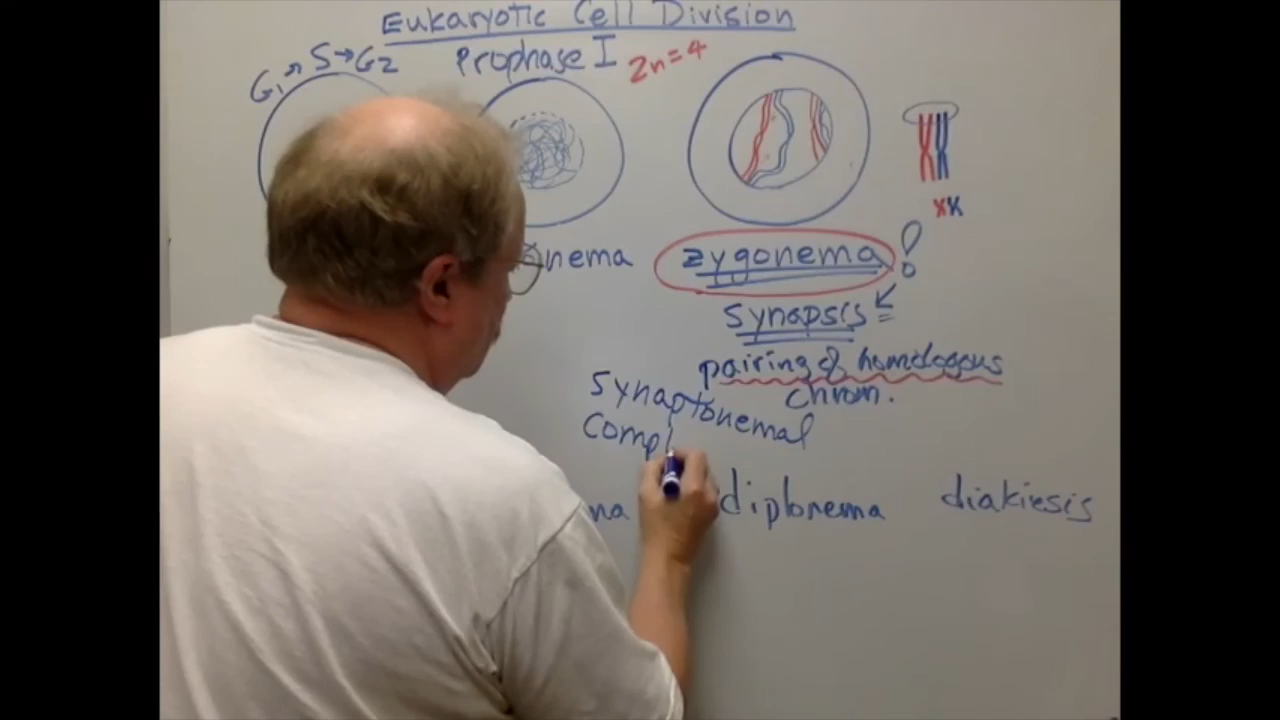 Eukaryotic Cell Division
G1 → S → G2
Prophase I
2n=4
nema
zygonema!
synapsis
pairing of homologous
chrom.
Synaptonemal
Compl
na
diplonema
diakiesis